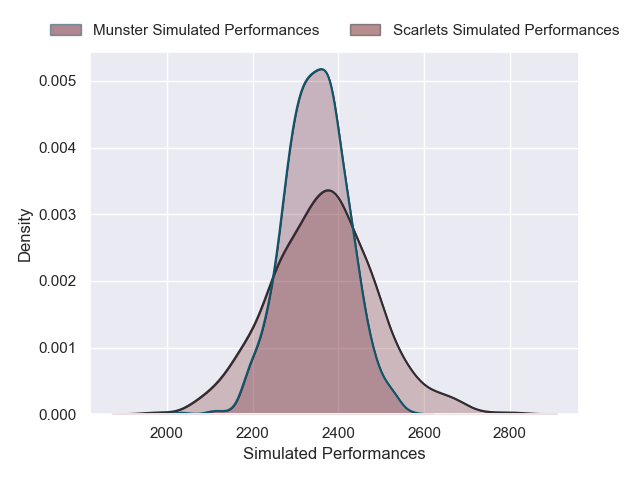 Munster Simulated Performances Scarlets Simulated Performances
0.005
0.004
0.003
0.002
0.001
0.000
Density
2000 2200 2400 2600 2800
Simulated Performances